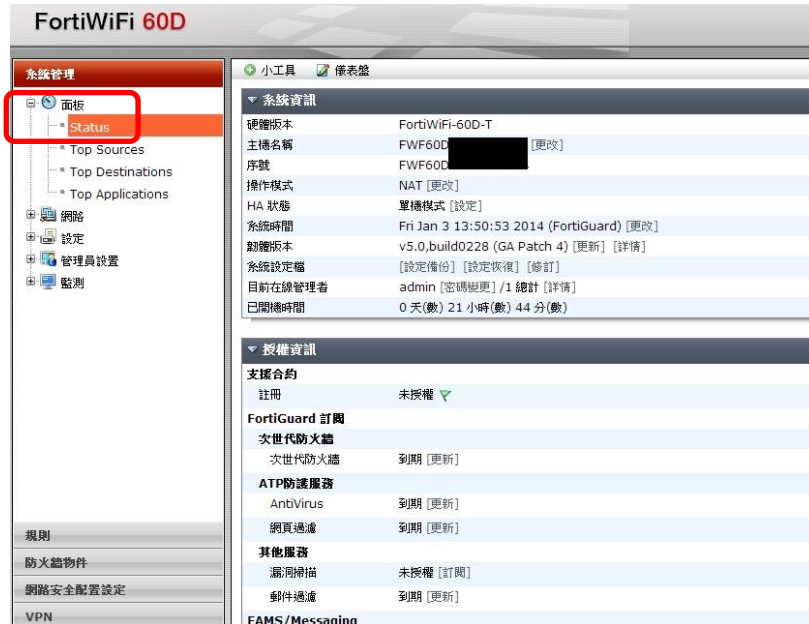 FortiWiFi 60D
系統管理
面板
Status
Top Sources
Top Destinations
Top Applications
網路
設定
管理員設置
監測
規則
防火牆物件
網路安全配置設定
VPN
小工具 儀表盤
系統資訊
硬體版本 FortiWiFi-60D-T
主機名稱 FWF60D [更改]
序號 FWF60D
操作模式 NAT [更改]
HA 狀態 單機模式 [設定]
系統時間 Fri Jan 3 13:50:53 2014 (FortiGuard) [更改]
韌體版本 v5.0,build0228 (GA Patch 4) [更新] [詳情]
系統設定檔 [設定備份] [設定恢復] [修訂]
目前在線管理者 admin [密碼變更] /1 總計 [詳情]
已開機時間 0 天(數) 21 小時(數) 44 分(數)
授權資訊
支援合約
註冊 未授權
FortiGuard 訂閱
次世代防火牆
次世代防火牆 到期 [更新]
ATP防護服務
AntiVirus 到期 [更新]
網頁過濾 到期 [更新]
其他服務
漏洞掃描 未授權 [訂閱]
郵件過濾 到期 [更新]
FAMS/Messaging